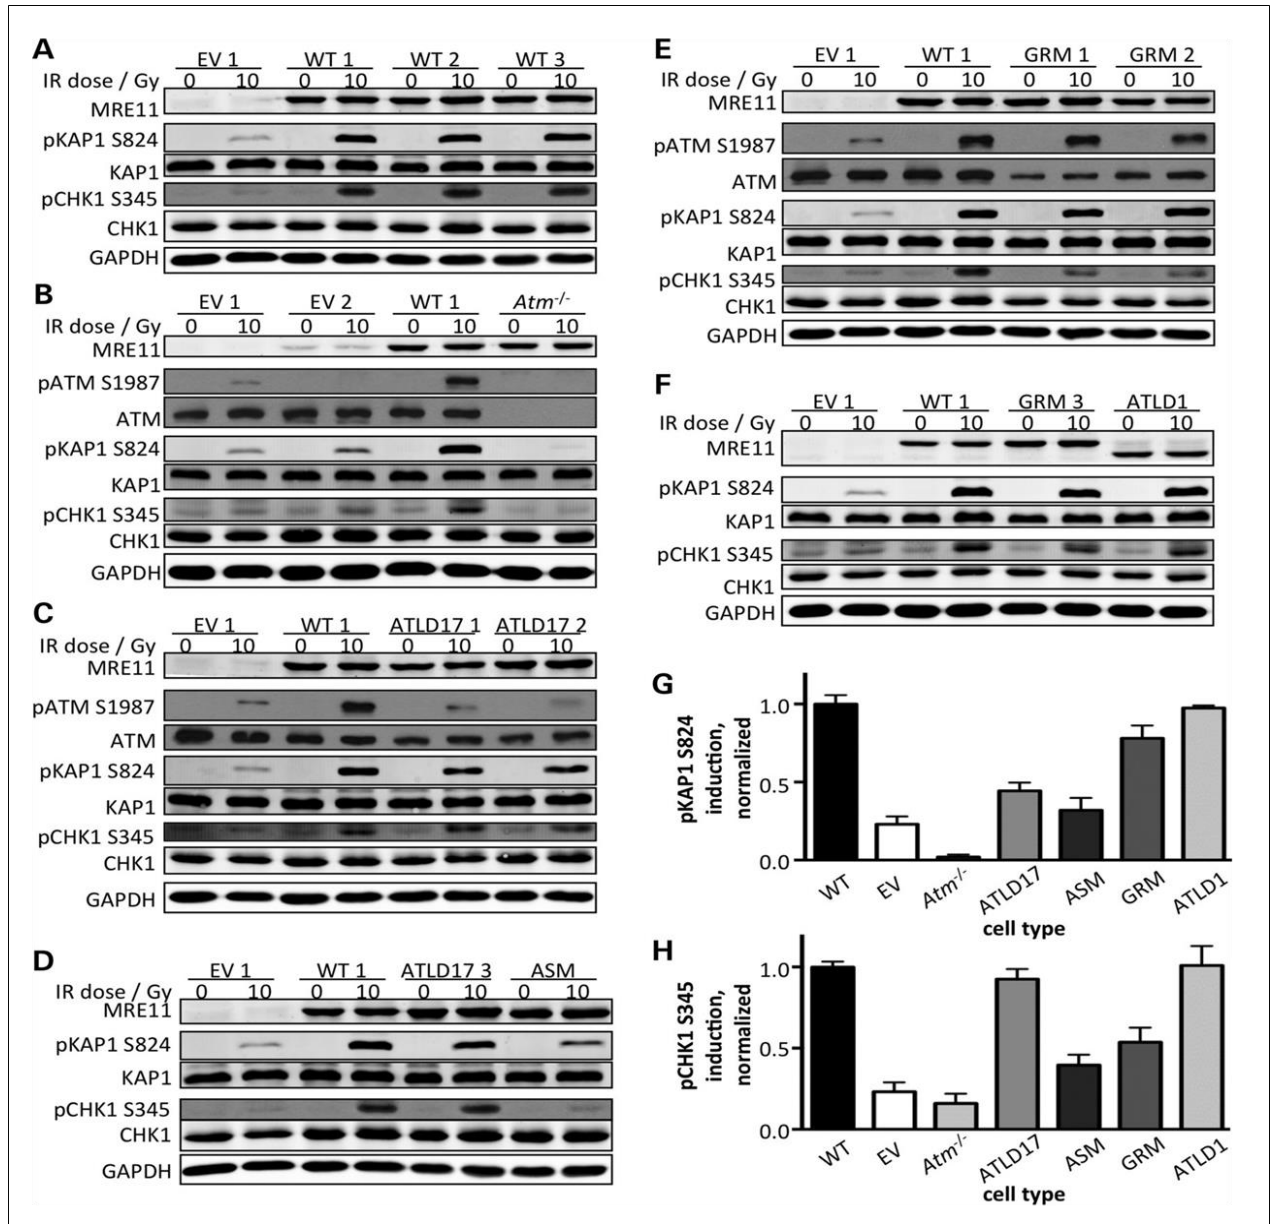 A
EV 1 WT 1 WT 2 WT 3
IR dose / Gy 0 10 0 10 0 10 0 10
MRE11
pKAP1 S824
KAP1
pCHK1 S345
CHK1
GAPDH
B
EV 1 EV 2 WT 1 Atm-/-
IR dose / Gy 0 10 0 10 0 10 0 10
MRE11
pATM S1987
ATM
pKAP1 S824
KAP1
pCHK1 S345
CHK1
GAPDH
C
EV 1 WT 1 ATLD17 1 ATLD17 2
IR dose / Gy 0 10 0 10 0 10 0 10
MRE11
pATM S1987
ATM
pKAP1 S824
KAP1
pCHK1 S345
CHK1
GAPDH
D
EV 1 WT 1 ATLD17 3 ASM
IR dose / Gy 0 10 0 10 0 10 0 10
MRE11
pKAP1 S824
KAP1
pCHK1 S345
CHK1
GAPDH
E
EV 1 WT 1 GRM 1 GRM 2
IR dose / Gy 0 10 0 10 0 10 0 10
MRE11
pATM S1987
ATM
pKAP1 S824
KAP1
pCHK1 S345
CHK1
GAPDH
F
EV 1 WT 1 GRM 3 ATLD1
IR dose / Gy 0 10 0 10 0 10 0 10
MRE11
pKAP1 S824
KAP1
pCHK1 S345
CHK1
GAPDH
G
pKAP1 S824
induction,
normalized
1.0
0.5
0.0
WT EV Atm-/- ATLD17 ASM GRM ATLD1
cell type
H
pCHK1 S345
induction,
normalized
1.0
0.5
0.0
WT EV Atm-/- ATLD17 ASM GRM ATLD1
cell type